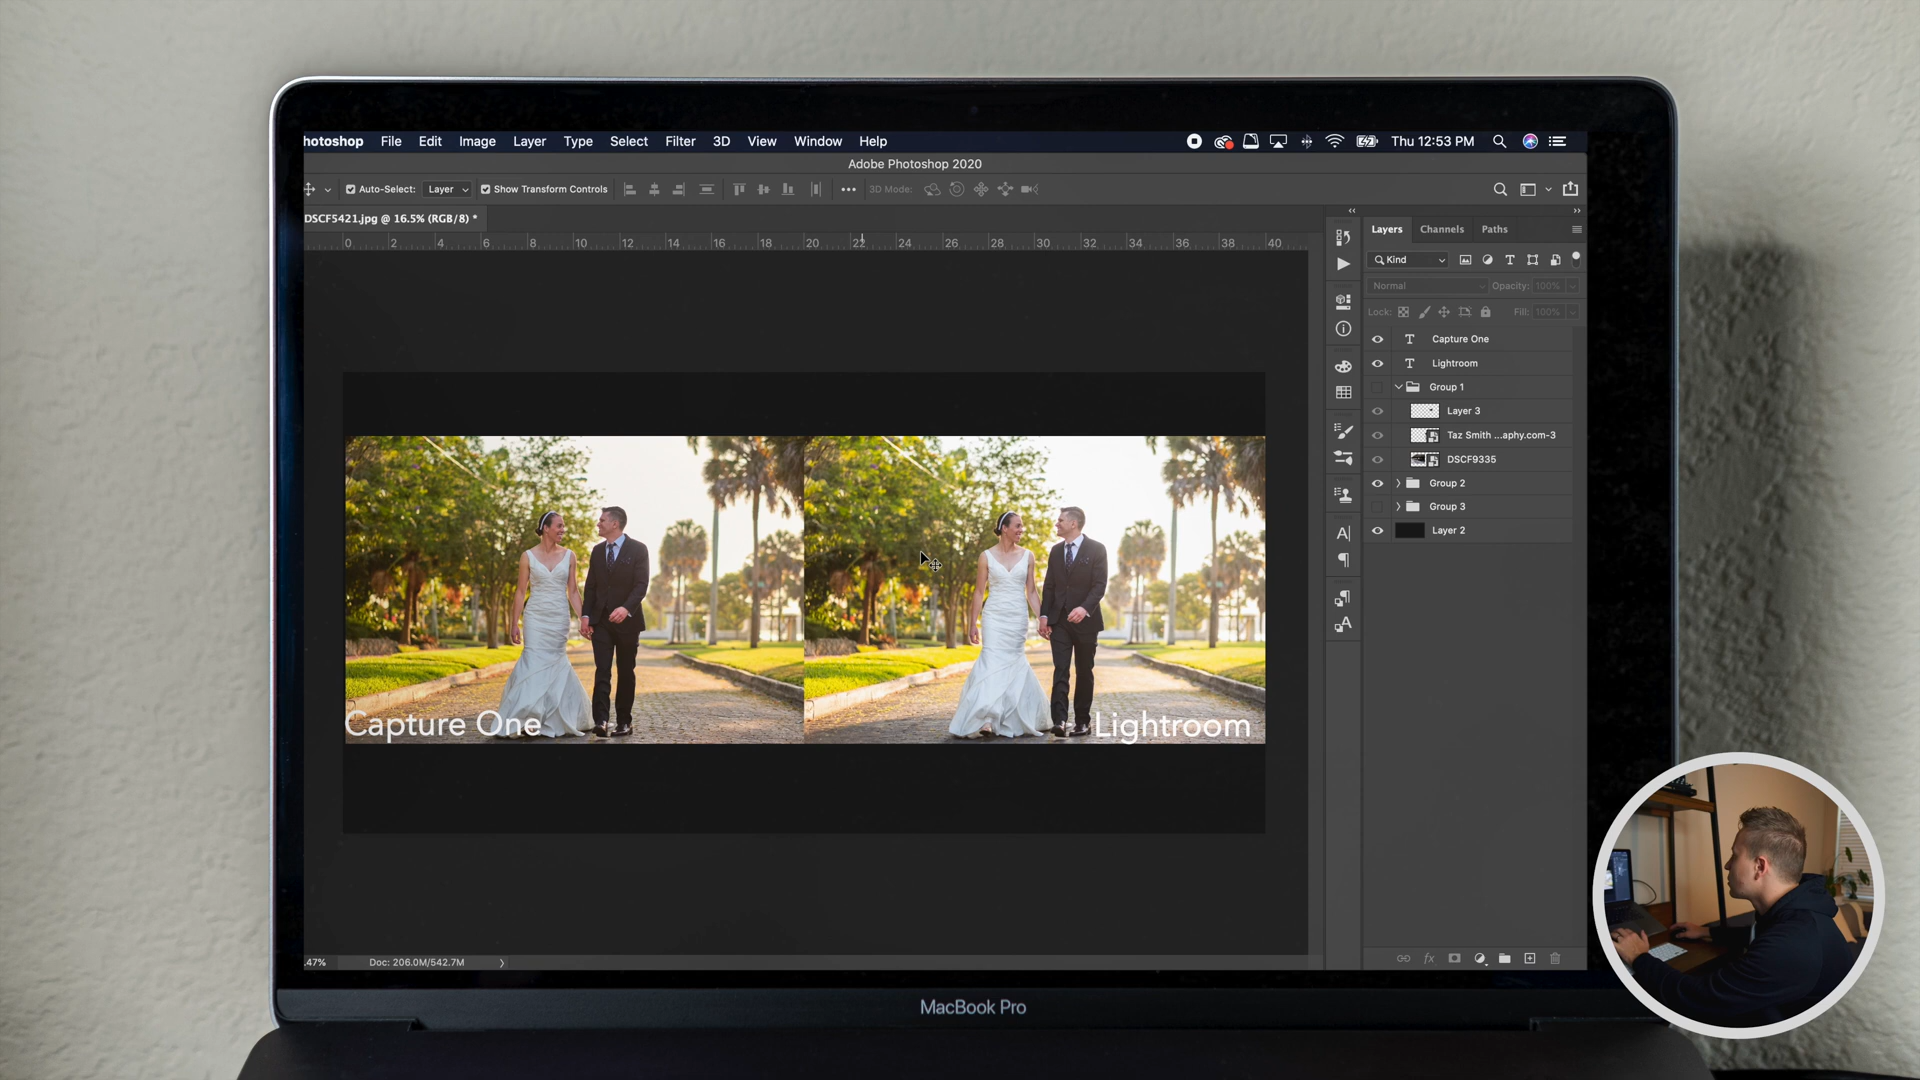 hotoshop File Edit Image Layer Type Select Filter 3D View Window Help Thu 12:53 PM
Adobe Photoshop 2020
Auto-Select: Layer Show Transform Controls 3D Mode:
DSCF5421.jpg @ 16.5% (RGB/8) *
0 2 4 6 8 10 12 14 16 18 20 22 24 26 28 30 32 34 36 38 40
Layers Channels Paths
Kind
Normal Opacity: 100%
Lock: Fill: 100%
Capture One
Lightroom
Group 1
Layer 3
Taz Smith ...aphy.com-3
DSCF9335
Group 2
Group 3
Layer 2
Capture One Lightroom
.47% Doc: 206.0M/542.7M
MacBook Pro